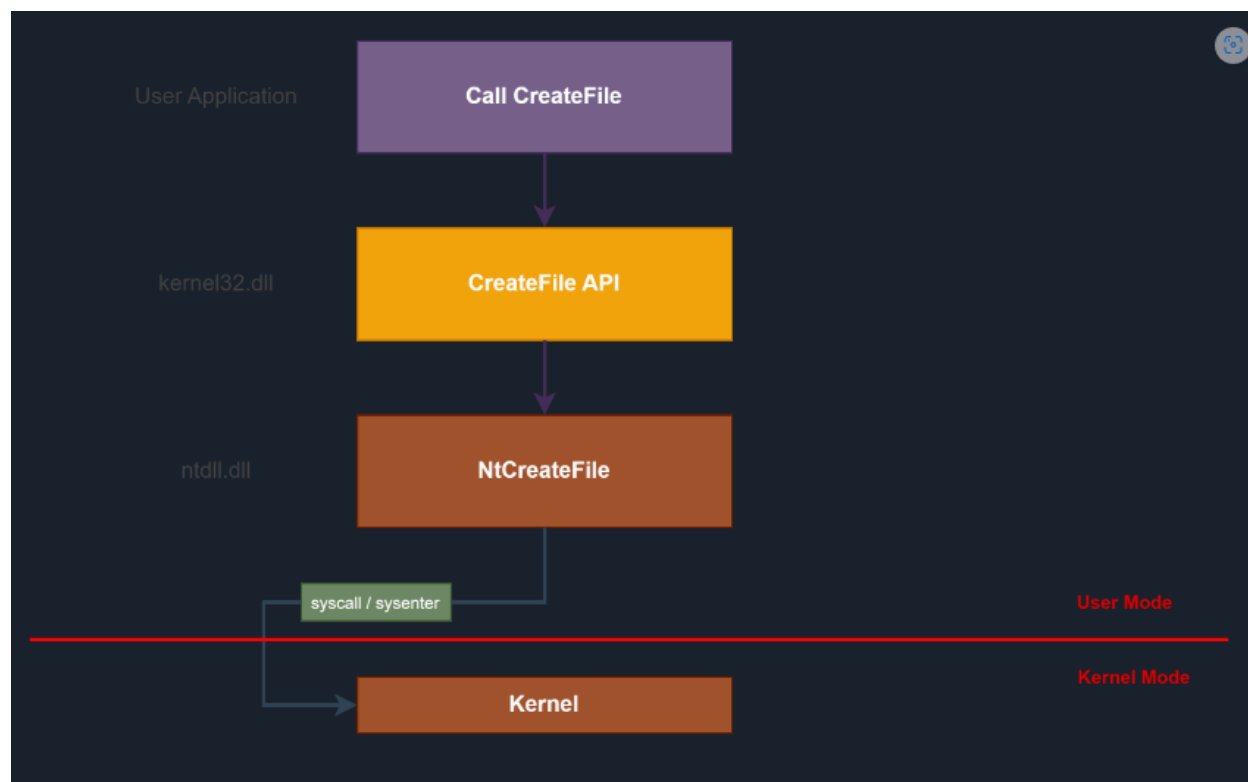 User Application
Call CreateFile
kernel32.dll
CreateFile API
ntdll.dll
NtCreateFile
syscall / sysenter
User Mode
Kernel Mode
Kernel